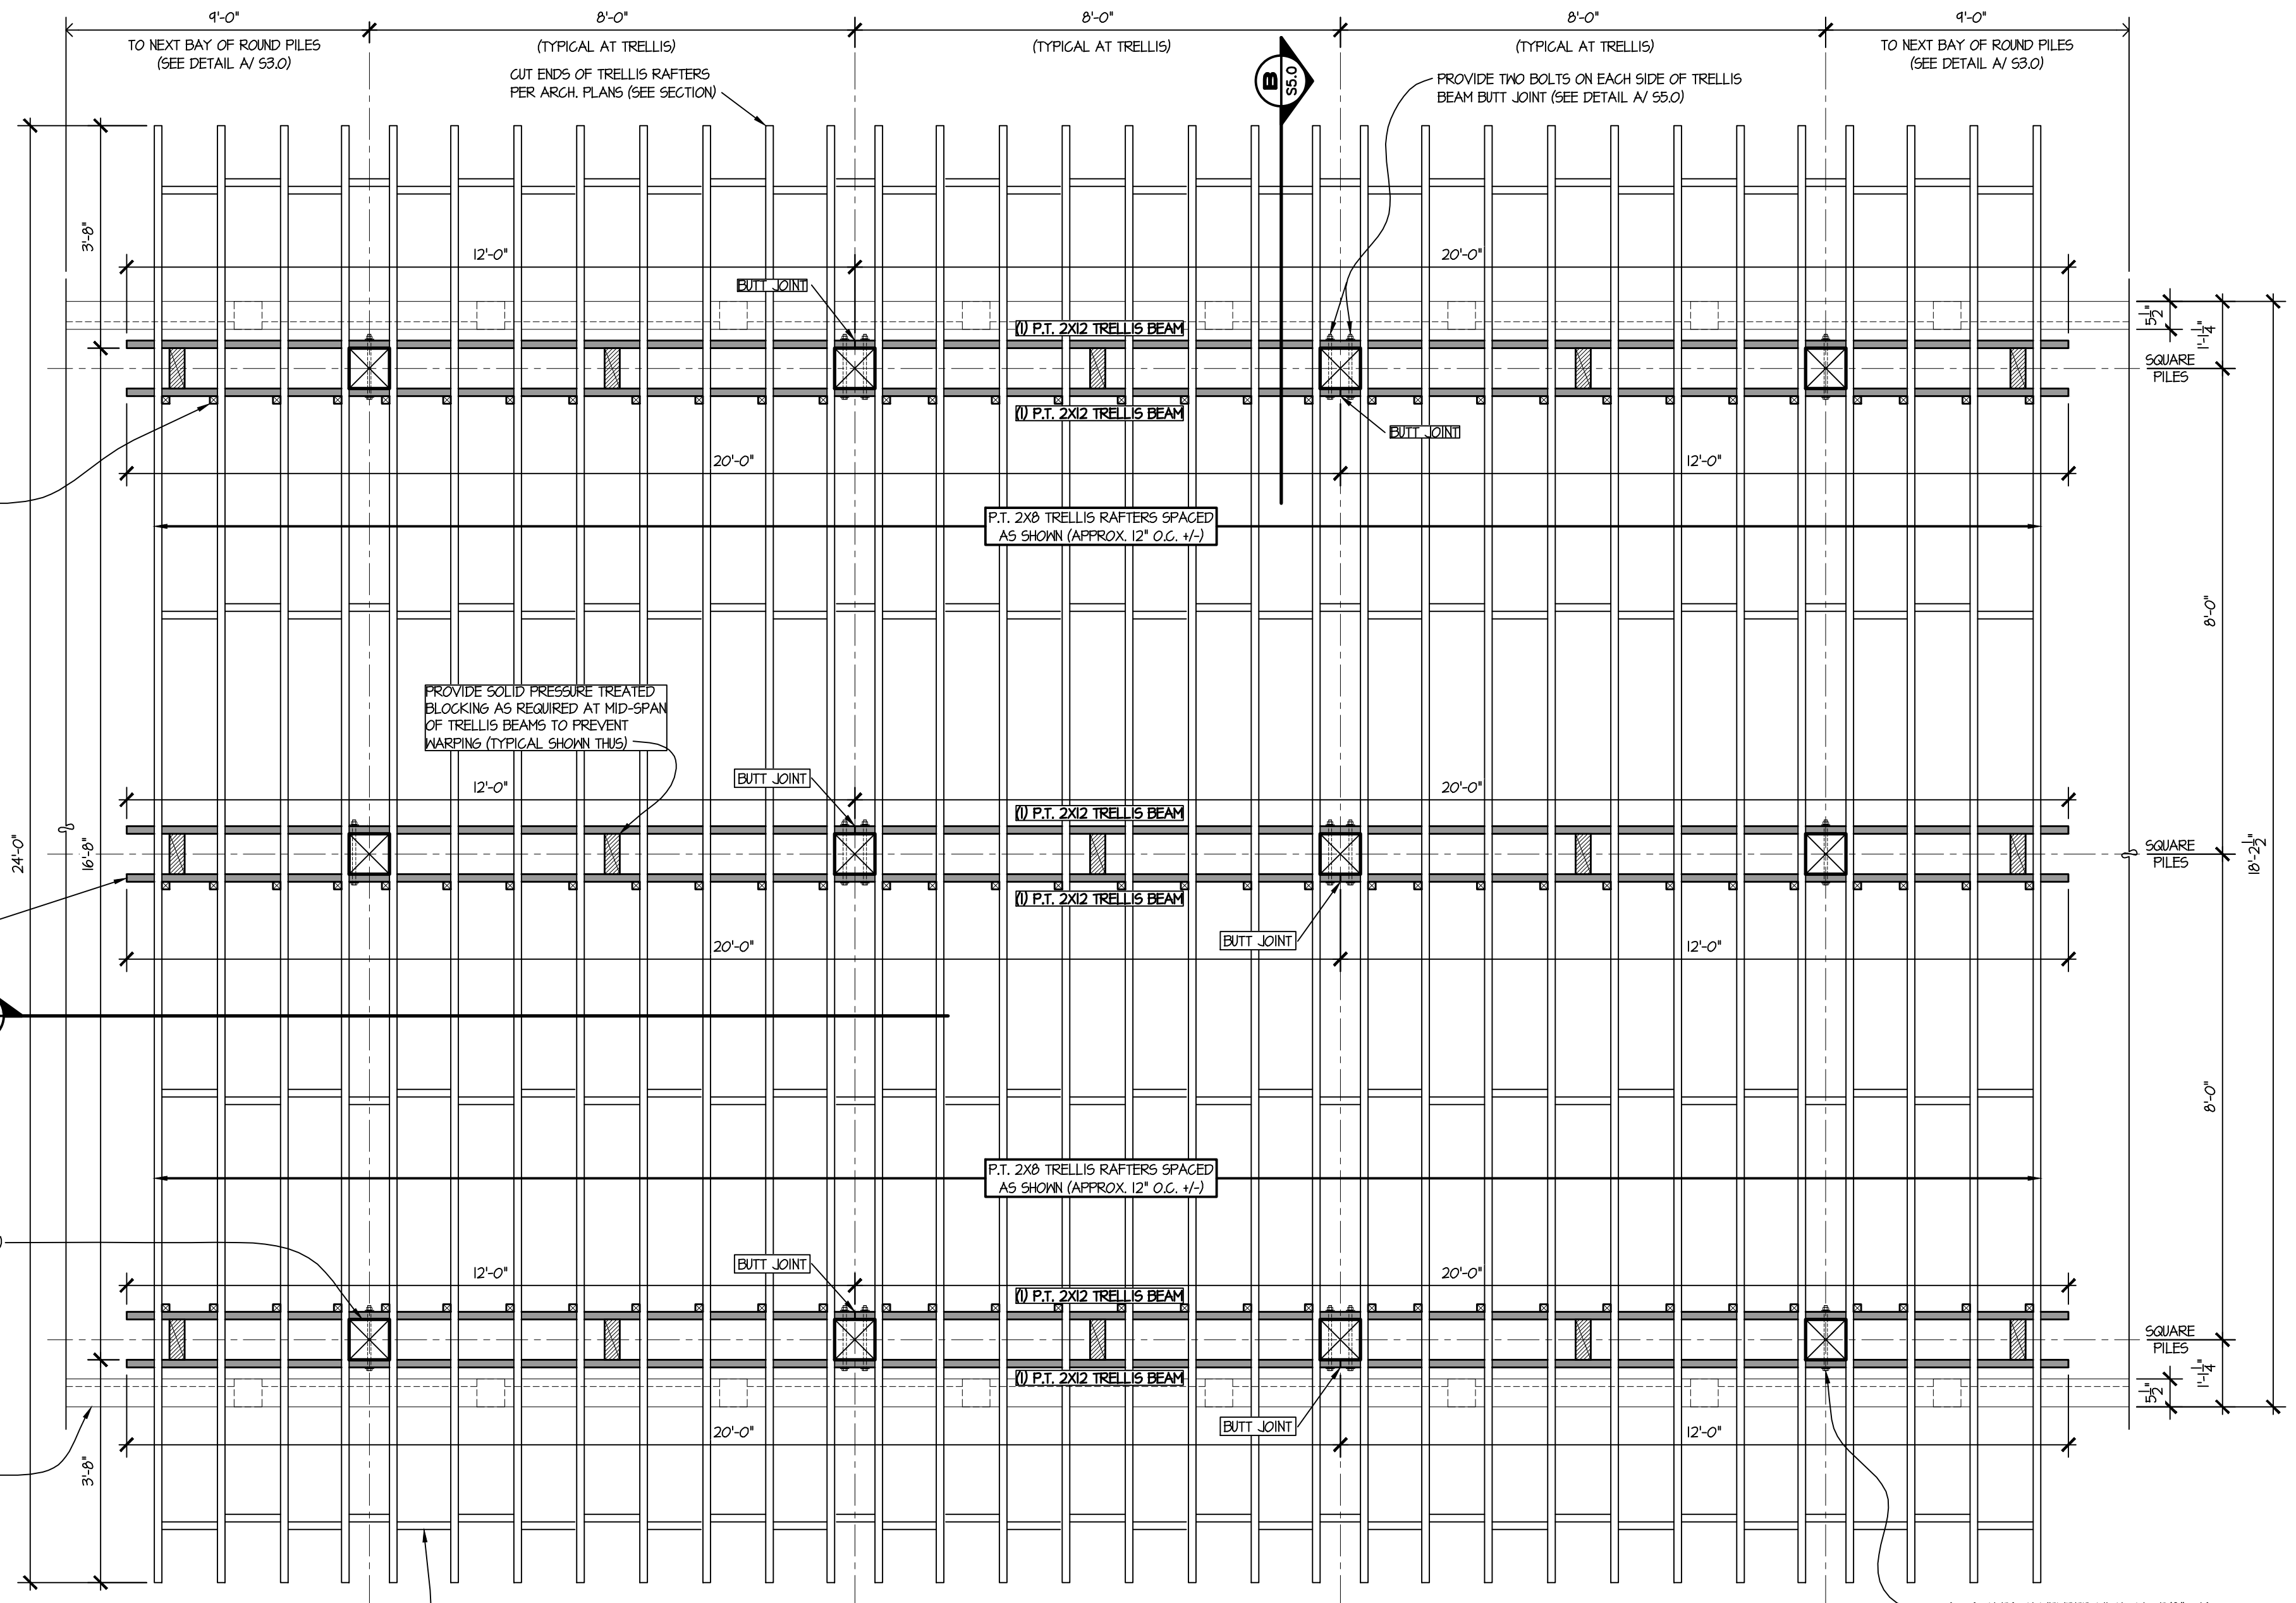 9'-0"
8'-0"
8'-0"
8'-0"
9'-0"
TO NEXT BAY OF ROUND PILES
(SEE DETAIL A/ S3.0)
(TYPICAL AT TRELLIS)
(TYPICAL AT TRELLIS)
(TYPICAL AT TRELLIS)
TO NEXT BAY OF ROUND PILES
(SEE DETAIL A/ S3.0)
CUT ENDS OF TRELLIS RAFTERS
PER ARCH. PLANS (SEE SECTION)
B
S5.0
PROVIDE TWO BOLTS ON EACH SIDE OF TRELLIS
BEAM BUTT JOINT (SEE DETAIL A/ S5.0)
3'-8"
12'-0"
20'-0"
BUTT JOINT
(1) P.T. 2X12 TRELLIS BEAM
5 1/2"
1'-1 1/4"
SQUARE
PILES
(1) P.T. 2X12 TRELLIS BEAM
BUTT JOINT
20'-0"
12'-0"
P.T. 2X8 TRELLIS RAFTERS SPACED
AS SHOWN (APPROX. 12" O.C. +/-)
8'-0"
PROVIDE SOLID PRESSURE TREATED
BLOCKING AS REQUIRED AT MID-SPAN
OF TRELLIS BEAMS TO PREVENT
WARPING (TYPICAL SHOWN THUS)
BUTT JOINT
12'-0"
20'-0"
(1) P.T. 2X12 TRELLIS BEAM
24'-0"
16'-8"
SQUARE
PILES
18'-2 1/2"
(1) P.T. 2X12 TRELLIS BEAM
BUTT JOINT
20'-0"
12'-0"
8'-0"
P.T. 2X8 TRELLIS RAFTERS SPACED
AS SHOWN (APPROX. 12" O.C. +/-)
BUTT JOINT
12'-0"
20'-0"
(1) P.T. 2X12 TRELLIS BEAM
SQUARE
PILES
(1) P.T. 2X12 TRELLIS BEAM
1'-1 1/4"
5 1/2"
BUTT JOINT
20'-0"
12'-0"
3'-8"